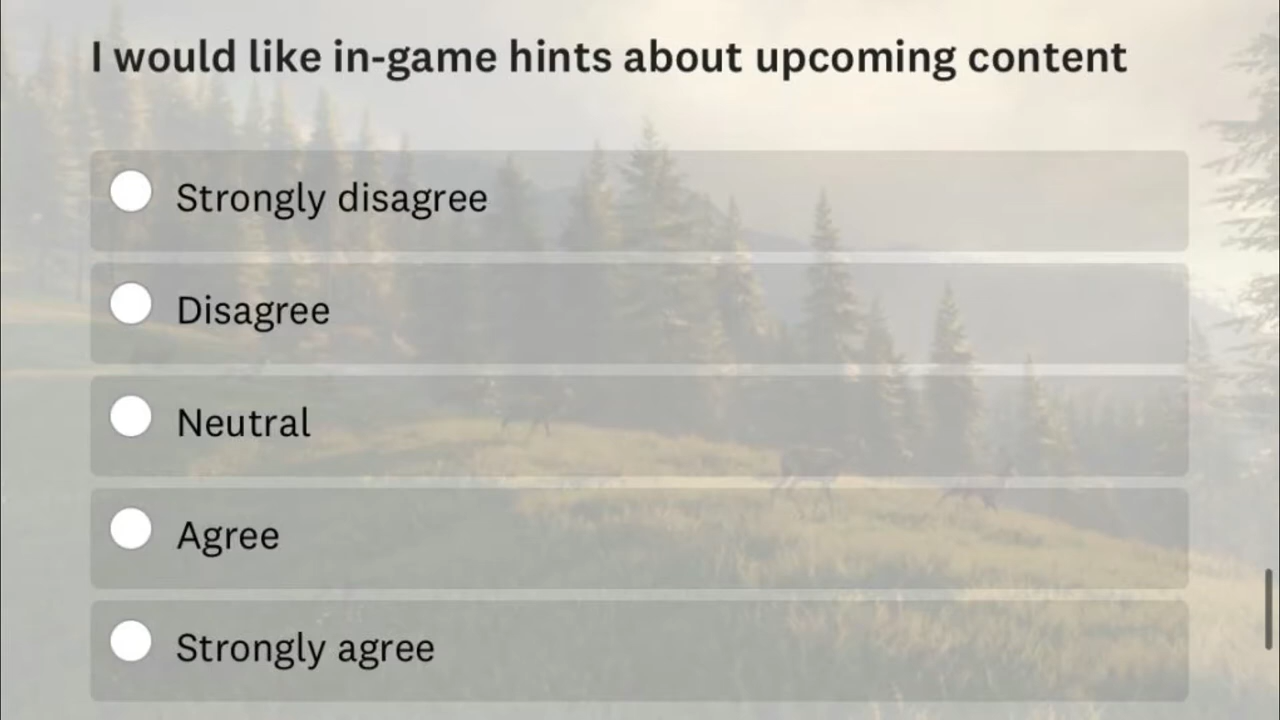 I would like in-game hints about upcoming content
Strongly disagree
Disagree
Neutral
Agree
Strongly agree